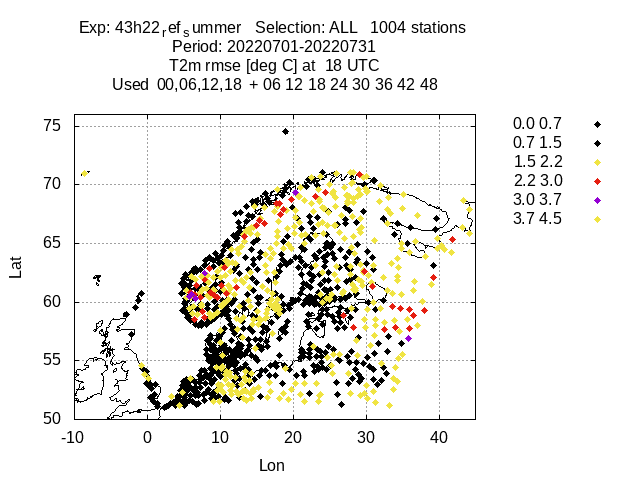 Exp: 43h22refsummer Selection: ALL 1004 stations
Period: 20220701-20220731
T2m rmse [deg C] at 18 UTC
Used 00,06,12,18 + 06 12 18 24 30 36 42 48
75
70
65
60
55
50
Lat
-10 0 10 20 30 40
Lon
0.0 0.7
0.7 1.5
1.5 2.2
2.2 3.0
3.0 3.7
3.7 4.5